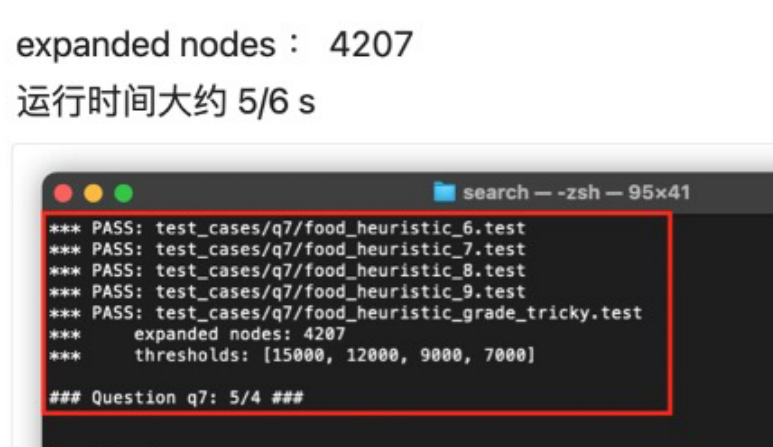 expanded nodes： 4207
运行时间大约 5/6 s
search — -zsh — 95×41
*** PASS: test_cases/q7/food_heuristic_6.test
*** PASS: test_cases/q7/food_heuristic_7.test
*** PASS: test_cases/q7/food_heuristic_8.test
*** PASS: test_cases/q7/food_heuristic_9.test
*** PASS: test_cases/q7/food_heuristic_grade_tricky.test
***     expanded nodes: 4207
***     thresholds: [15000, 12000, 9000, 7000]
### Question q7: 5/4 ###